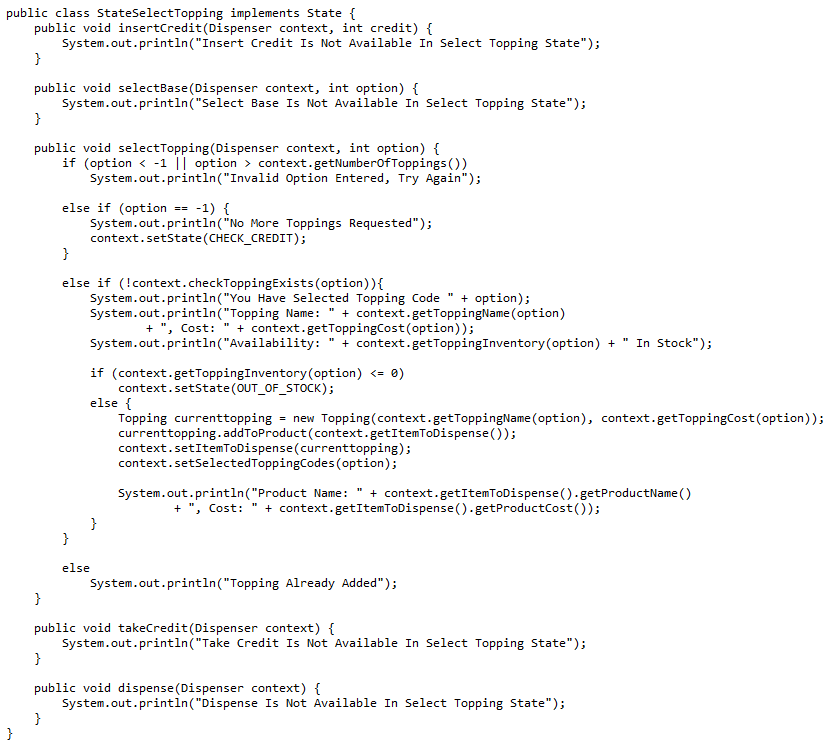 public class StateSelectTopping implements State {
    public void insertCredit(Dispenser context, int credit) {
        System.out.println("Insert Credit Is Not Available In Select Topping State");
    }

    public void selectBase(Dispenser context, int option) {
        System.out.println("Select Base Is Not Available In Select Topping State");
    }

    public void selectTopping(Dispenser context, int option) {
        if (option < -1 || option > context.getNumberOfToppings())
            System.out.println("Invalid Option Entered, Try Again");

        else if (option == -1) {
            System.out.println("No More Toppings Requested");
            context.setState(CHECK_CREDIT);
        }

        else if (!context.checkToppingExists(option)){
            System.out.println("You Have Selected Topping Code " + option);
            System.out.println("Topping Name: " + context.getToppingName(option)
                    + ", Cost: " + context.getToppingCost(option));
            System.out.println("Availability: " + context.getToppingInventory(option) + " In Stock");

            if (context.getToppingInventory(option) <= 0)
                context.setState(OUT_OF_STOCK);
            else {
                Topping currenttopping = new Topping(context.getToppingName(option), context.getToppingCost(option));
                currenttopping.addToProduct(context.getItemToDispense());
                context.setItemToDispense(currenttopping);
                context.setSelectedToppingCodes(option);

                System.out.println("Product Name: " + context.getItemToDispense().getProductName()
                        + ", Cost: " + context.getItemToDispense().getProductCost());
            }
        }

        else
            System.out.println("Topping Already Added");
    }

    public void takeCredit(Dispenser context) {
        System.out.println("Take Credit Is Not Available In Select Topping State");
    }

    public void dispense(Dispenser context) {
        System.out.println("Dispense Is Not Available In Select Topping State");
    }
}